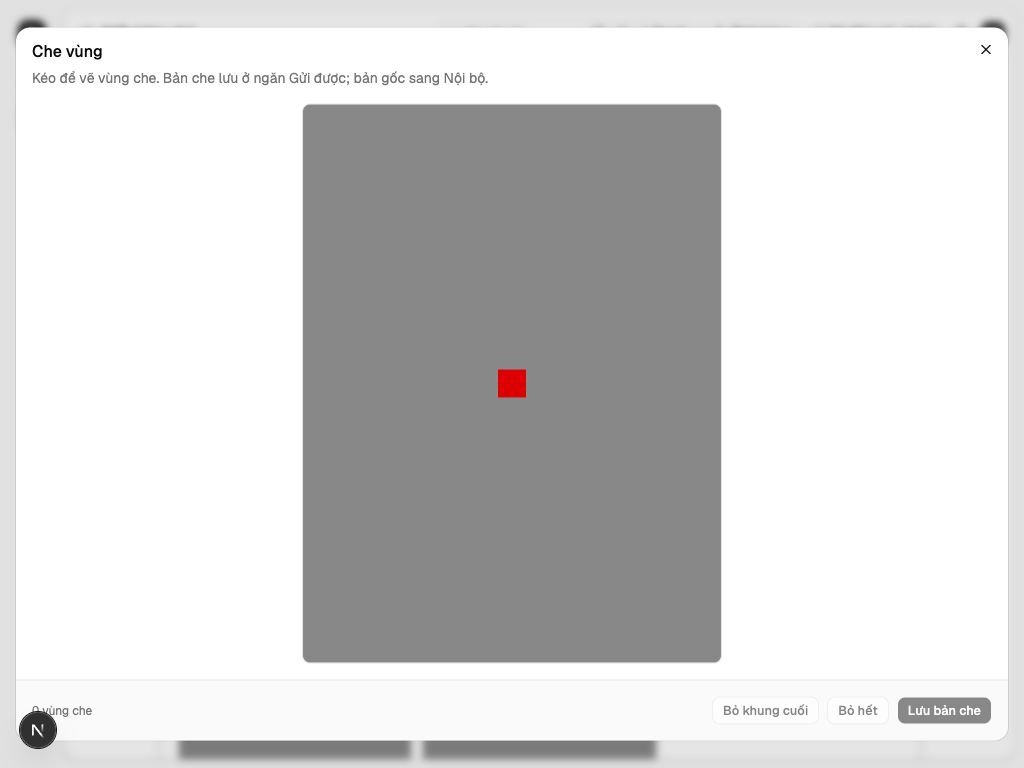 Che vùng
Kéo để vẽ vùng che. Bản che lưu ở ngăn Gửi được; bản gốc sang Nội bộ.
0 vùng che
Bỏ khung cuối
Bỏ hết
Lưu bản che
N